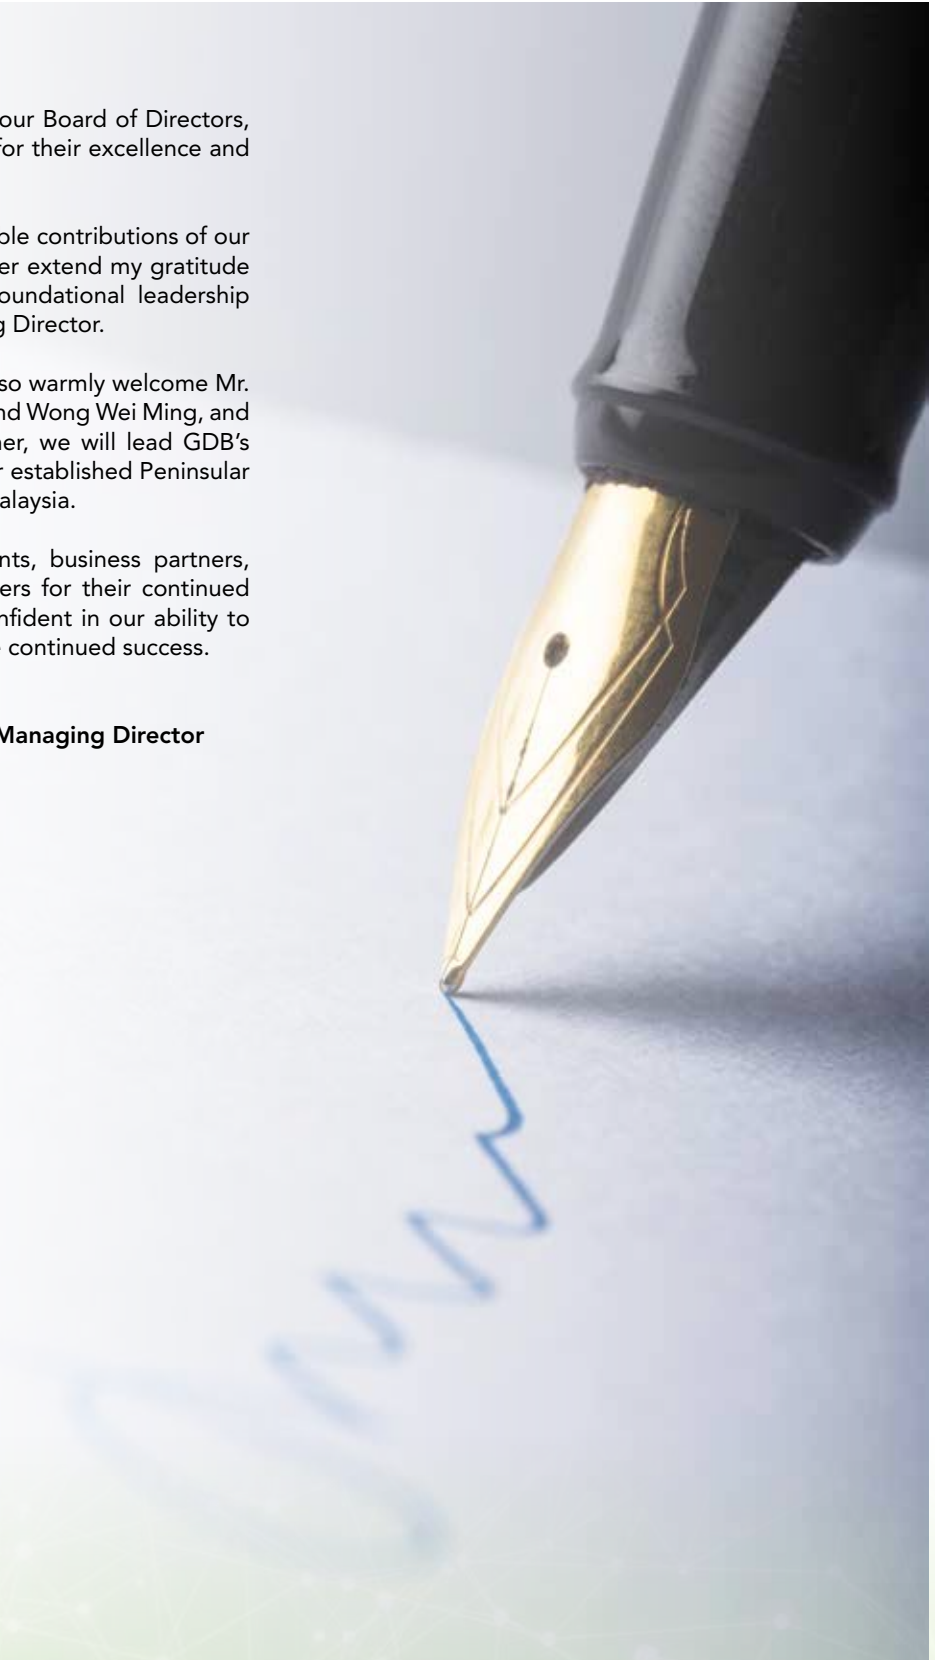 our Board of Directors,
for their excellence and
ble contributions of our
er extend my gratitude
oundational leadership
g Director.
so warmly welcome Mr.
nd Wong Wei Ming, and
her, we will lead GDB's
r established Peninsular
alaysia.
nts, business partners,
ers for their continued
nfident in our ability to
e continued success.
Managing Director